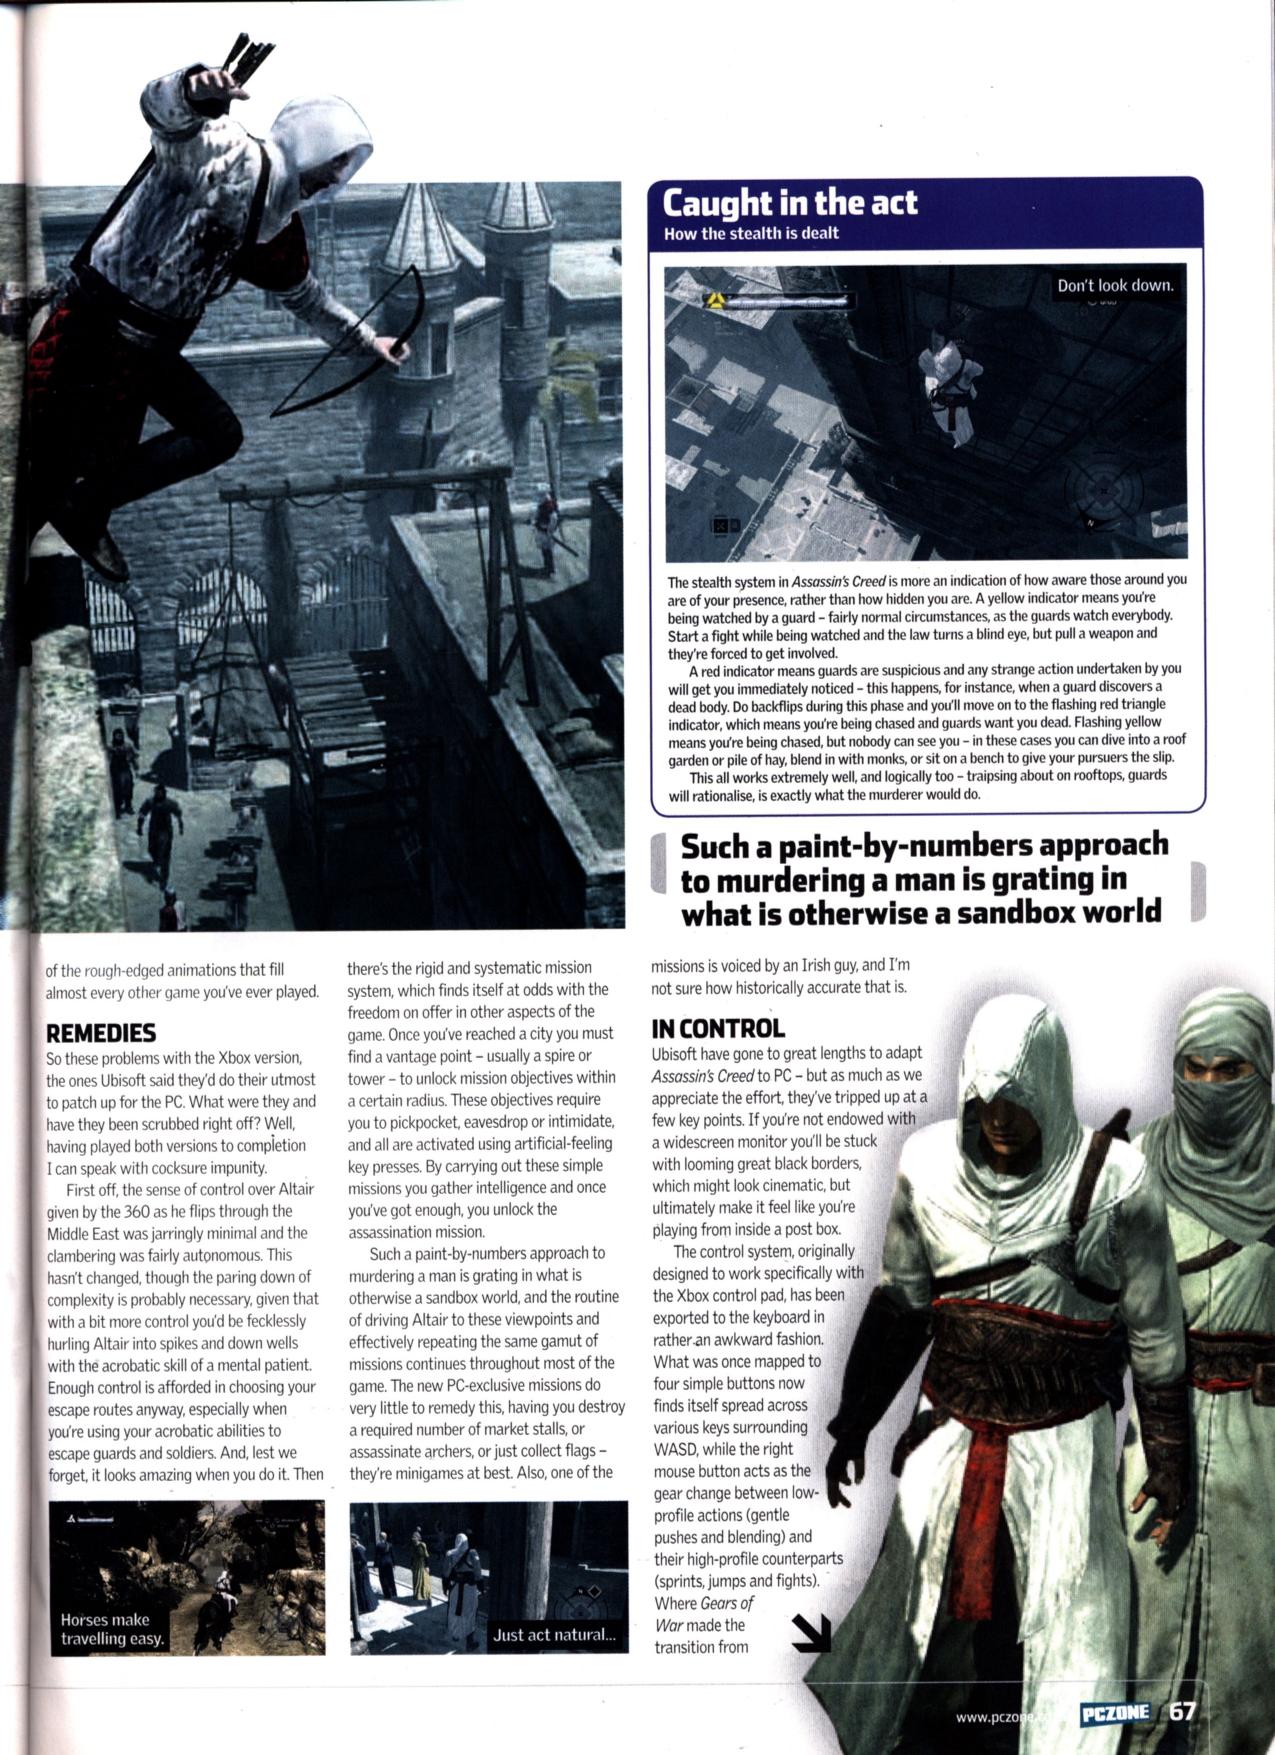 Caught in the act
How the stealth is dealt
Don't look down.
The stealth system in Assassin's Creed is more an indication of how aware those around you
are of your presence, rather than how hidden you are. A yellow indicator means you're
being watched by a guard – fairly normal circumstances, as the guards watch everybody.
Start a fight while being watched and the law turns a blind eye, but pull a weapon and
they're forced to get involved.
A red indicator means guards are suspicious and any strange action undertaken by you
will get you immediately noticed – this happens, for instance, when a guard discovers a
dead body. Do backflips during this phase and you'll move on to the flashing red triangle
indicator, which means you're being chased and guards want you dead. Flashing yellow
means you're being chased, but nobody can see you – in these cases you can dive into a roof
garden or pile of hay, blend in with monks, or sit on a bench to give your pursuers the slip.
This all works extremely well, and logically too – traipsing about on rooftops, guards
will rationalise, is exactly what the murderer would do.
Such a paint-by-numbers approach
to murdering a man is grating in
what is otherwise a sandbox world
of the rough-edged animations that fill
almost every other game you've ever played.
REMEDIES
So these problems with the Xbox version,
the ones Ubisoft said they'd do their utmost
to patch up for the PC. What were they and
have they been scrubbed right off? Well,
having played both versions to completion
I can speak with cocksure impunity.
First off, the sense of control over Altair
given by the 360 as he flips through the
Middle East was jarringly minimal and the
clambering was fairly autonomous. This
hasn't changed, though the paring down of
complexity is probably necessary, given that
with a bit more control you'd be fecklessly
hurling Altair into spikes and down wells
with the acrobatic skill of a mental patient.
Enough control is afforded in choosing your
escape routes anyway, especially when
you're using your acrobatic abilities to
escape guards and soldiers. And, lest we
forget, it looks amazing when you do it. Then
there's the rigid and systematic mission
system, which finds itself at odds with the
freedom on offer in other aspects of the
game. Once you've reached a city you must
find a vantage point – usually a spire or
tower – to unlock mission objectives within
a certain radius. These objectives require
you to pickpocket, eavesdrop or intimidate,
and all are activated using artificial-feeling
key presses. By carrying out these simple
missions you gather intelligence and once
you've got enough, you unlock the
assassination mission.
Such a paint-by-numbers approach to
murdering a man is grating in what is
otherwise a sandbox world, and the routine
of driving Altair to these viewpoints and
effectively repeating the same gamut of
missions continues throughout most of the
game. The new PC-exclusive missions do
very little to remedy this, having you destroy
a required number of market stalls, or
assassinate archers, or just collect flags –
they're minigames at best. Also, one of the
missions is voiced by an Irish guy, and I'm
not sure how historically accurate that is.
IN CONTROL
Ubisoft have gone to great lengths to adapt
Assassin's Creed to PC – but as much as we
appreciate the effort, they've tripped up at a
few key points. If you're not endowed with
a widescreen monitor you'll be stuck
with looming great black borders,
which might look cinematic, but
ultimately make it feel like you're
playing from inside a post box.
The control system, originally
designed to work specifically with
the Xbox control pad, has been
exported to the keyboard in
rather an awkward fashion.
What was once mapped to
four simple buttons now
finds itself spread across
various keys surrounding
WASD, while the right
mouse button acts as the
gear change between low-
profile actions (gentle
pushes and blending) and
their high-profile counterparts
(sprints, jumps and fights).
Where Gears of
War made the
transition from
Horses make
travelling easy.
Just act natural...
www.pczone.
PCZONE 67